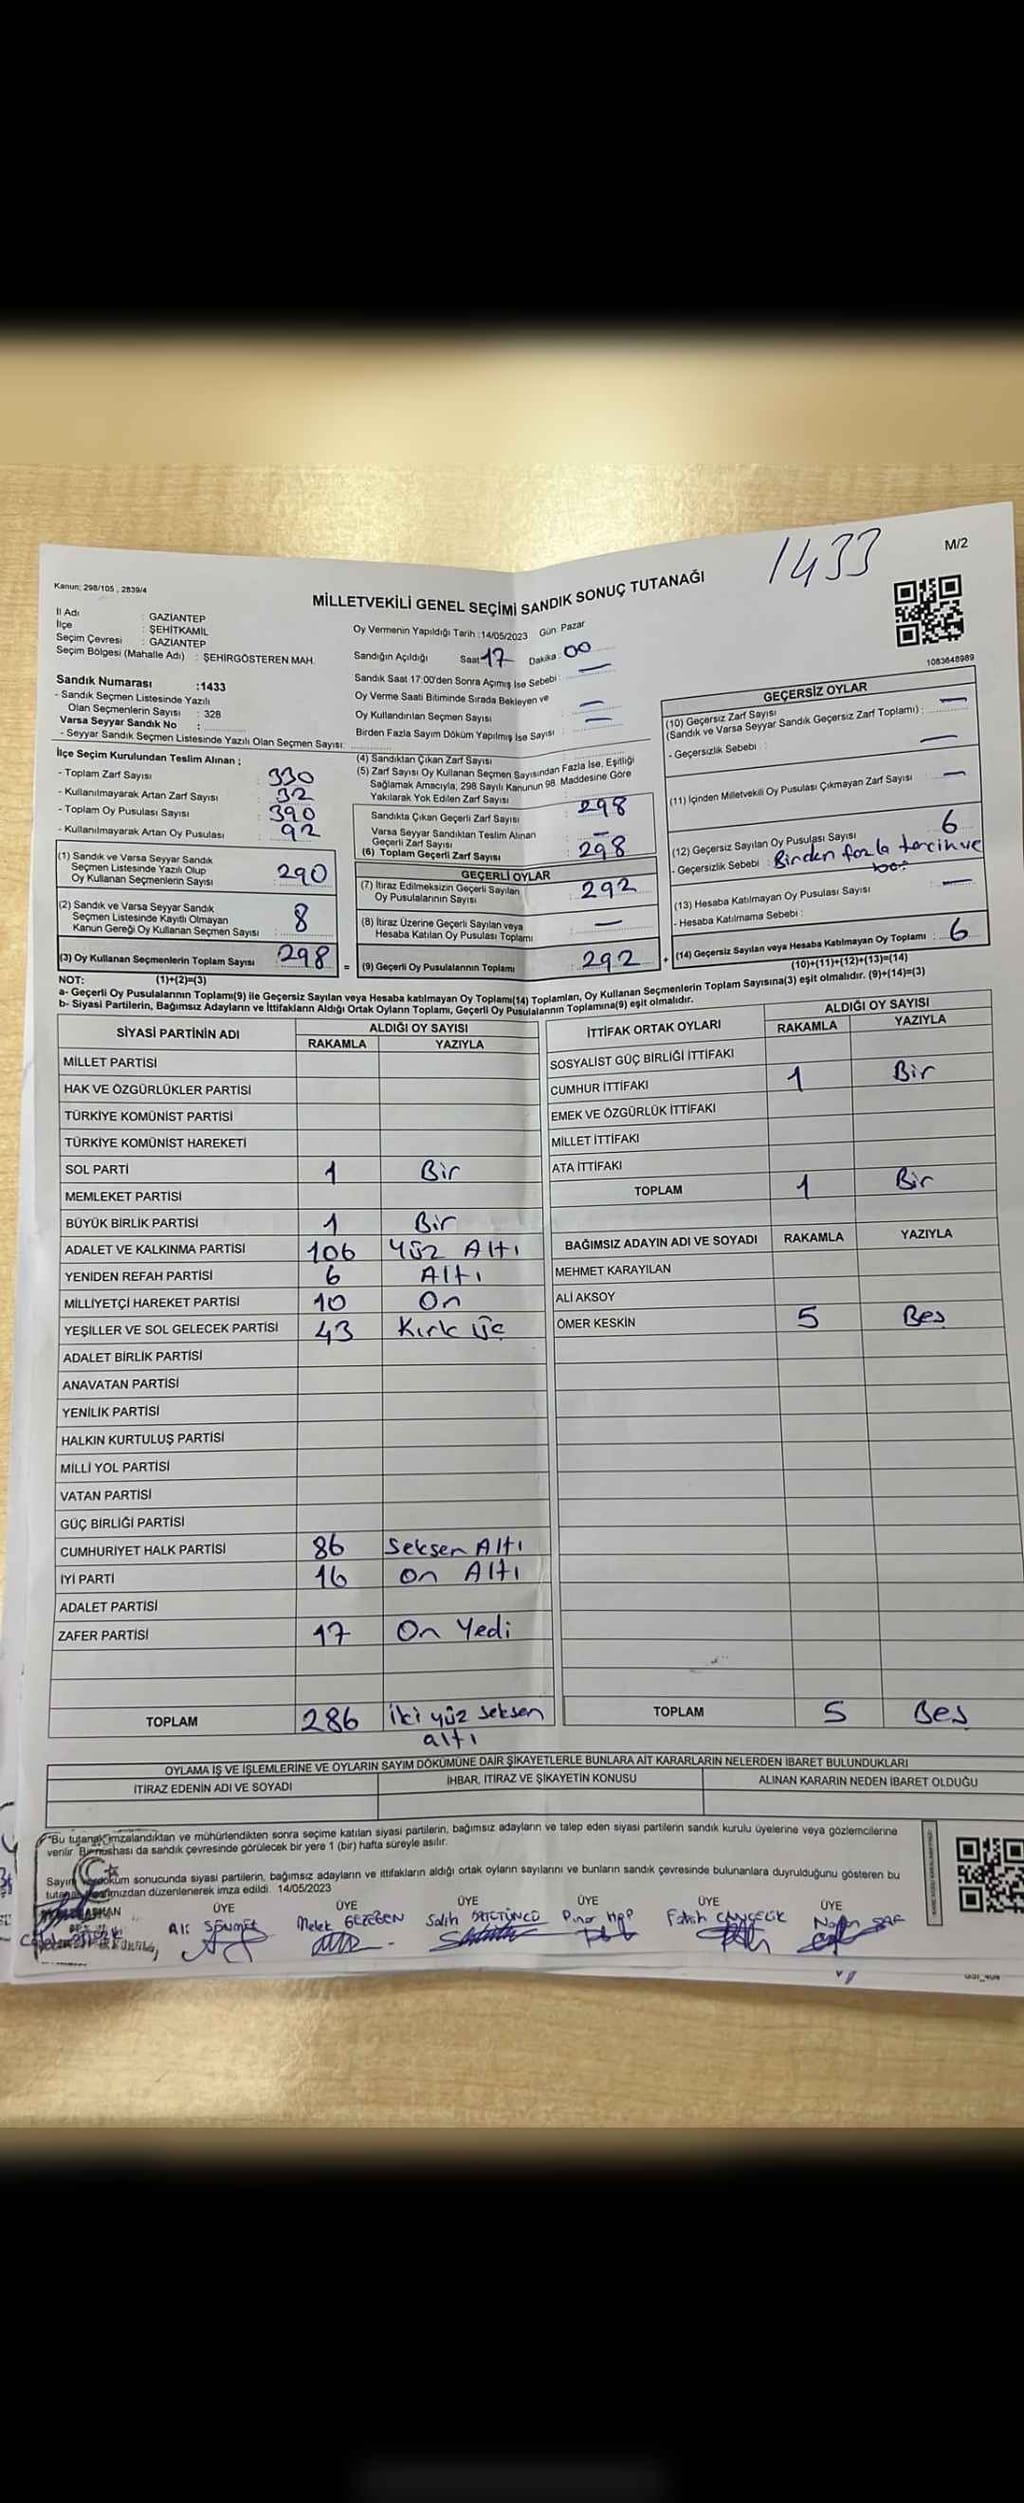 1433
M/2
Kanun: 298/105 , 2839/4
MİLLETVEKİLİ GENEL SEÇİMİ SANDIK SONUÇ TUTANAĞI
İl Adı : GAZİANTEP
İlçe : ŞEHİTKAMİL
Seçim Çevresi : GAZİANTEP
Seçim Bölgesi (Mahalle Adı) : ŞEHİRGÖSTEREN MAH.
Sandık Numarası :1433
- Sandık Seçmen Listesinde Yazılı
Olan Seçmenlerin Sayısı : 328
Varsa Seyyar Sandık No :
- Seyyar Sandık Seçmen Listesinde Yazılı Olan Seçmen Sayısı:
Oy Vermenin Yapıldığı Tarih :14/05/2023 Gün: Pazar
Sandığın Açıldığı Saat 17 Dakika : 00
Sandık Saat 17:00'den Sonra Açımış İse Sebebi : —
Oy Verme Saati Bitiminde Sırada Bekleyen ve
Oy Kullandırılan Seçmen Sayısı : —
Birden Fazla Sayım Döküm Yapılmış İse Sayısı : —
1083648989
İlçe Seçim Kurulundan Teslim Alınan ;
- Toplam Zarf Sayısı : 330
- Kullanılmayarak Artan Zarf Sayısı : 32
- Toplam Oy Pusulası Sayısı : 390
- Kullanılmayarak Artan Oy Pusulası : 92
(1) Sandık ve Varsa Seyyar Sandık
Seçmen Listesinde Yazılı Olup
Oy Kullanan Seçmenlerin Sayısı : 290
(2) Sandık ve Varsa Seyyar Sandık
Seçmen Listesinde Kayıtlı Olmayan
Kanun Gereği Oy Kullanan Seçmen Sayısı : 8
(3) Oy Kullanan Seçmenlerin Toplam Sayısı : 298
(1)+(2)=(3)
(4) Sandıktan Çıkan Zarf Sayısı
(5) Zarf Sayısı Oy Kullanan Seçmen Sayısından Fazla İse, Eşitliği
Sağlamak Amacıyla; 298 Sayılı Kanunun 98. Maddesine Göre
Yakılarak Yok Edilen Zarf Sayısı
Sandıkta Çıkan Geçerli Zarf Sayısı : 298
Varsa Seyyar Sandıktan Teslim Alınan
Geçerli Zarf Sayısı : —
(6) Toplam Geçerli Zarf Sayısı : 298
GEÇERLİ OYLAR
(7) İtiraz Edilmeksizin Geçerli Sayılan
Oy Pusulalarının Sayısı : 292
(8) İtiraz Üzerine Geçerli Sayılan veya
Hesaba Katılan Oy Pusulası Toplamı : —
= (9) Geçerli Oy Pusulalarının Toplamı : 292
GEÇERSİZ OYLAR
(10) Geçersiz Zarf Sayısı
(Sandık ve Varsa Seyyar Sandık Geçersiz Zarf Toplamı) : —
- Geçersizlik Sebebi : —
(11) İçinden Milletvekili Oy Pusulası Çıkmayan Zarf Sayısı : —
(12) Geçersiz Sayılan Oy Pusulası Sayısı : 6
- Geçersizlik Sebebi : Birden fazla tercih ve
(13) Hesaba Katılmayan Oy Pusulası Sayısı : —
- Hesaba Katılmama Sebebi :
+ (14) Geçersiz Sayılan veya Hesaba Katılmayan Oy Toplamı : 6
(10)+(11)+(12)+(13)=(14)
NOT:
a- Geçerli Oy Pusulalarının Toplamı(9) ile Geçersiz Sayılan veya Hesaba katılmayan Oy Toplamı(14) Toplamları, Oy Kullanan Seçmenlerin Toplam Sayısına(3) eşit olmalıdır. (9)+(14)=(3)
b- Siyasi Partilerin, Bağımsız Adayların ve İttifakların Aldığı Ortak Oyların Toplamı, Geçerli Oy Pusulalarının Toplamına(9) eşit olmalıdır.
SİYASİ PARTİNİN ADI ALDIĞI OY SAYISI
RAKAMLA YAZIYLA
MİLLET PARTİSİ
HAK VE ÖZGÜRLÜKLER PARTİSİ
TÜRKİYE KOMÜNİST PARTİSİ
TÜRKİYE KOMÜNİST HAREKETİ
SOL PARTİ 1 Bir
MEMLEKET PARTİSİ
BÜYÜK BİRLİK PARTİSİ 1 Bir
ADALET VE KALKINMA PARTİSİ 106 Yüz Altı
YENİDEN REFAH PARTİSİ 6 Altı
MİLLİYETÇİ HAREKET PARTİSİ 10 On
YEŞİLLER VE SOL GELECEK PARTİSİ 43 Kırk Üç
ADALET BİRLİK PARTİSİ
ANAVATAN PARTİSİ
YENİLİK PARTİSİ
HALKIN KURTULUŞ PARTİSİ
MİLLİ YOL PARTİSİ
VATAN PARTİSİ
GÜÇ BİRLİĞİ PARTİSİ
CUMHURİYET HALK PARTİSİ 86 Seksen Altı
İYİ PARTİ 16 On Altı
ADALET PARTİSİ
ZAFER PARTİSİ 17 On Yedi
TOPLAM 286 İki yüz seksen
altı
İTTİFAK ORTAK OYLARI ALDIĞI OY SAYISI
RAKAMLA YAZIYLA
SOSYALİST GÜÇ BİRLİĞİ İTTİFAKI
CUMHUR İTTİFAKI 1 Bir
EMEK VE ÖZGÜRLÜK İTTİFAKI
MİLLET İTTİFAKI
ATA İTTİFAKI
TOPLAM 1 Bir
BAĞIMSIZ ADAYIN ADI VE SOYADI RAKAMLA YAZIYLA
MEHMET KARAYILAN
ALİ AKSOY
ÖMER KESKİN 5 Beş
TOPLAM 5 Beş
OYLAMA İŞ VE İŞLEMLERİNE VE OYLARIN SAYIM DÖKÜMÜNE DAİR ŞİKAYETLERLE BUNLARA AİT KARARLARIN NELERDEN İBARET BULUNDUKLARI
İTİRAZ EDENİN ADI VE SOYADI İHBAR, İTİRAZ VE ŞİKAYETİN KONUSU ALINAN KARARIN NEDEN İBARET OLDUĞU
"Bu tutanak imzalandıktan ve mühürlendikten sonra seçime katılan siyasi partilerin, bağımsız adayların ve talep eden siyasi partilerin sandık kurulu üyelerine veya gözlemcilerine
verilir. Bir nüshası da sandık çevresinde görülecek bir yere 1 (bir) hafta süreyle asılır.
Sayım ve döküm sonucunda siyasi partilerin, bağımsız adayların ve ittifakların aldığı ortak oyların sayılarını ve bunların sandık çevresinde bulunanlara duyrulduğunu gösteren bu
tutanak tarafımızdan düzenlenerek imza edildi. 14/05/2023
BAŞKAN ÜYE ÜYE ÜYE ÜYE ÜYE ÜYE
Ali Melek GEZEGEN Salih Pınar Fatih